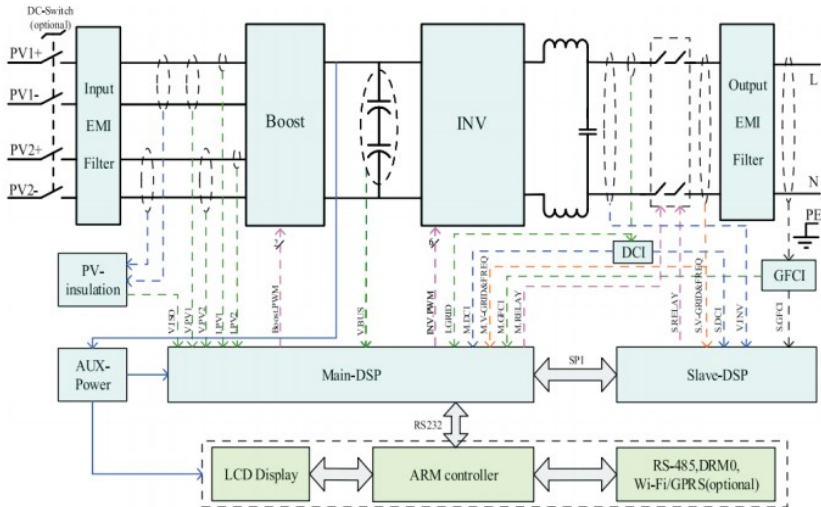 DC-Switch
(optional)
PV1+
PV1-
PV2+
PV2-
Input
EMI
Filter
Boost
INV
Output
EMI
Filter
L
N
PE
PV-
insulation
2
6
DCI
GFCI
V.ISO
V.PV1
V.PV2
I.PV1
I.PV2
Boost.PWM
V.BUS
INV.PWM
I.GRID
M.DCI
M.V-GRID&FREQ
M.GFCI
M.RELAY
S.RELAY
S.V-GRID&FREQ
S.DCI
V.INV
S.GFCI
AUX-
Power
Main-DSP
SPI
Slave-DSP
RS232
LCD Display
ARM controller
RS-485,DRM0,
Wi-Fi/GPRS(optional)